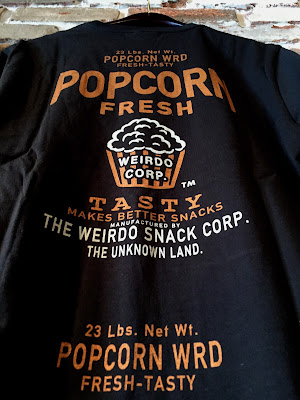 23 Lbs. Net Wt.
POPCORN WRD
FRESH-TASTY
POPCORN
FRESH
WEIRDO
CORP.
TM
TASTY
MAKES BETTER SNACKS
MANUFACTURED BY
THE WEIRDO SNACK CORP.
THE UNKNOWN LAND.
23 Lbs. Net Wt.
POPCORN WRD
FRESH-TASTY